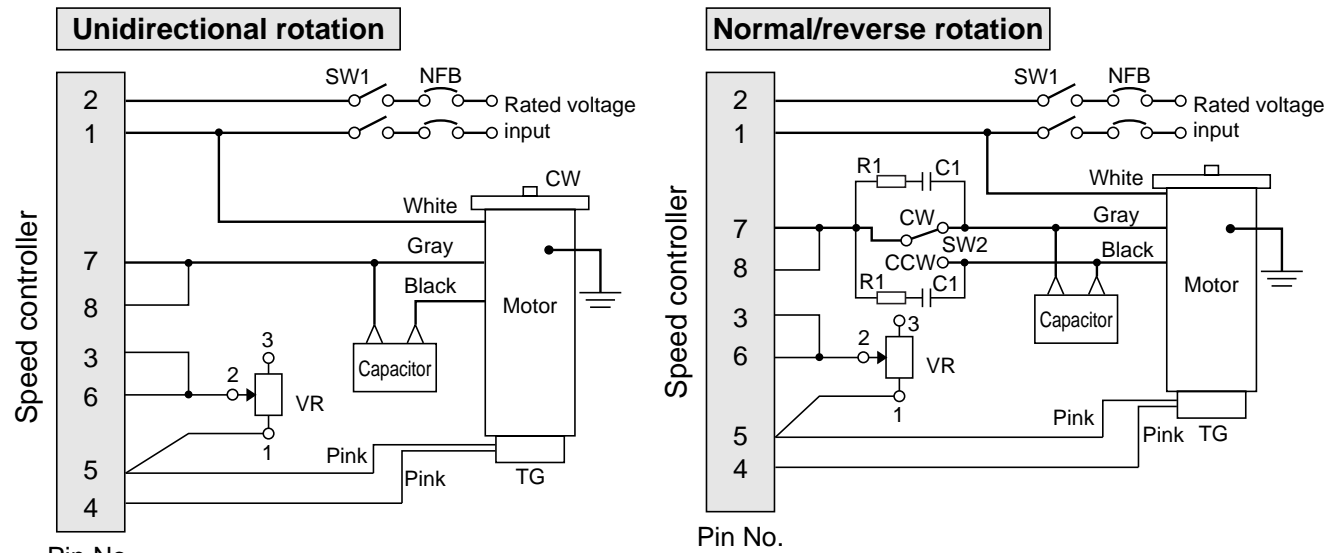 Unidirectional rotation
Speed controller
2
1
7
8
3
6
5
4
Pin No.
SW1
NFB
Rated voltage
input
CW
White
Gray
Black
Motor
Capacitor
3
2
VR
1
Pink
Pink
TG
Normal/reverse rotation
Speed controller
2
1
7
8
3
6
5
4
Pin No.
SW1
NFB
Rated voltage
input
R1
C1
White
CW
Gray
SW2
CCW
Black
R1
C1
Motor
Capacitor
3
2
VR
1
Pink
Pink
TG